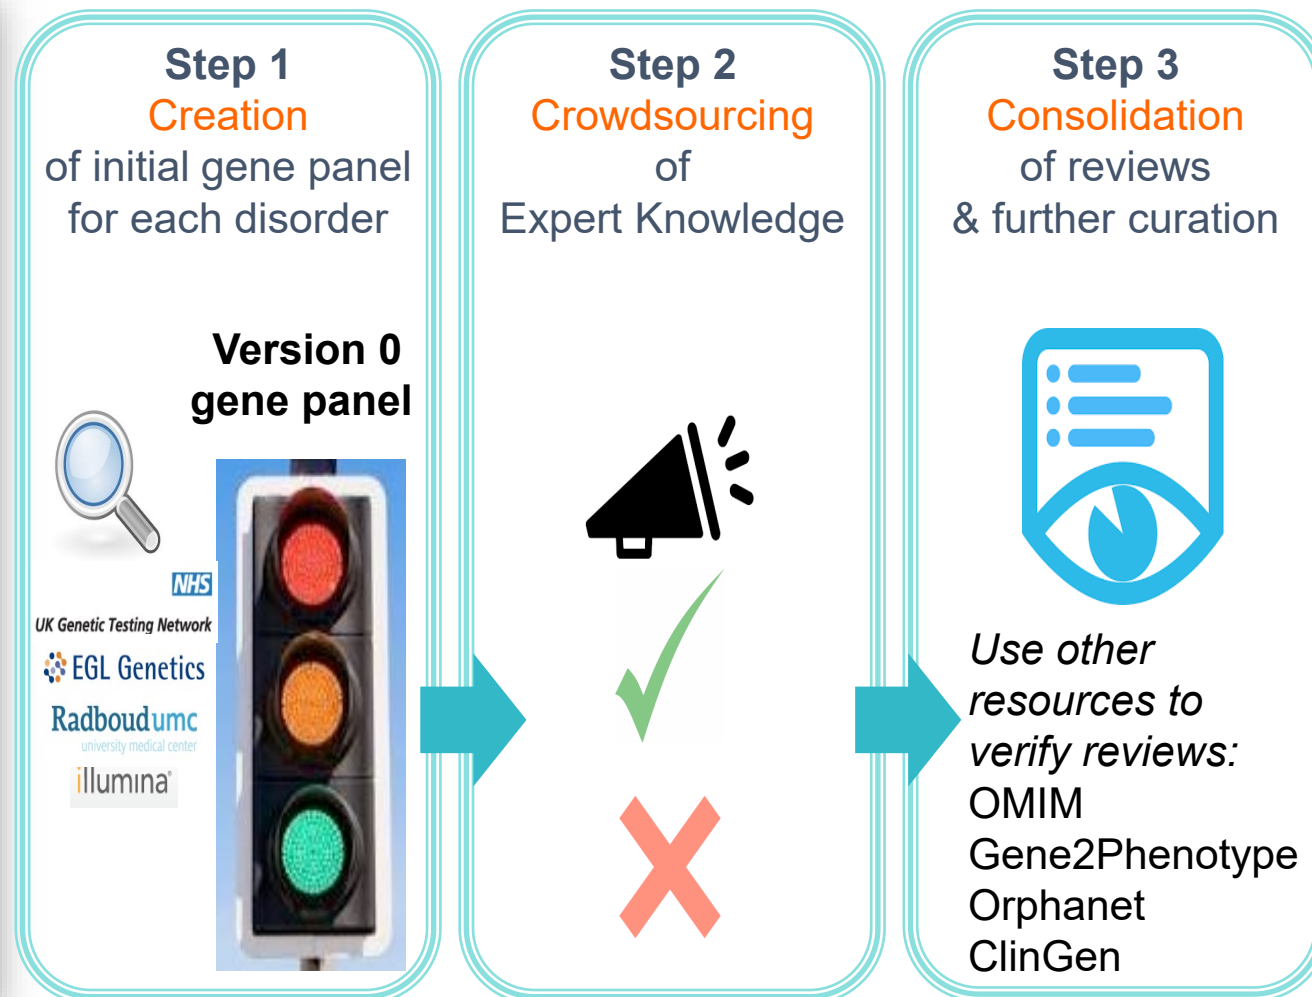 Step 1
Creation
of initial gene panel
for each disorder
Version 0
gene panel
NHS
UK Genetic Testing Network
EGL Genetics
Radboudumc
university medical center
illumina®
Step 2
Crowdsourcing
of
Expert Knowledge
Step 3
Consolidation
of reviews
& further curation
Use other
resources to
verify reviews:
OMIM
Gene2Phenotype
Orphanet
ClinGen